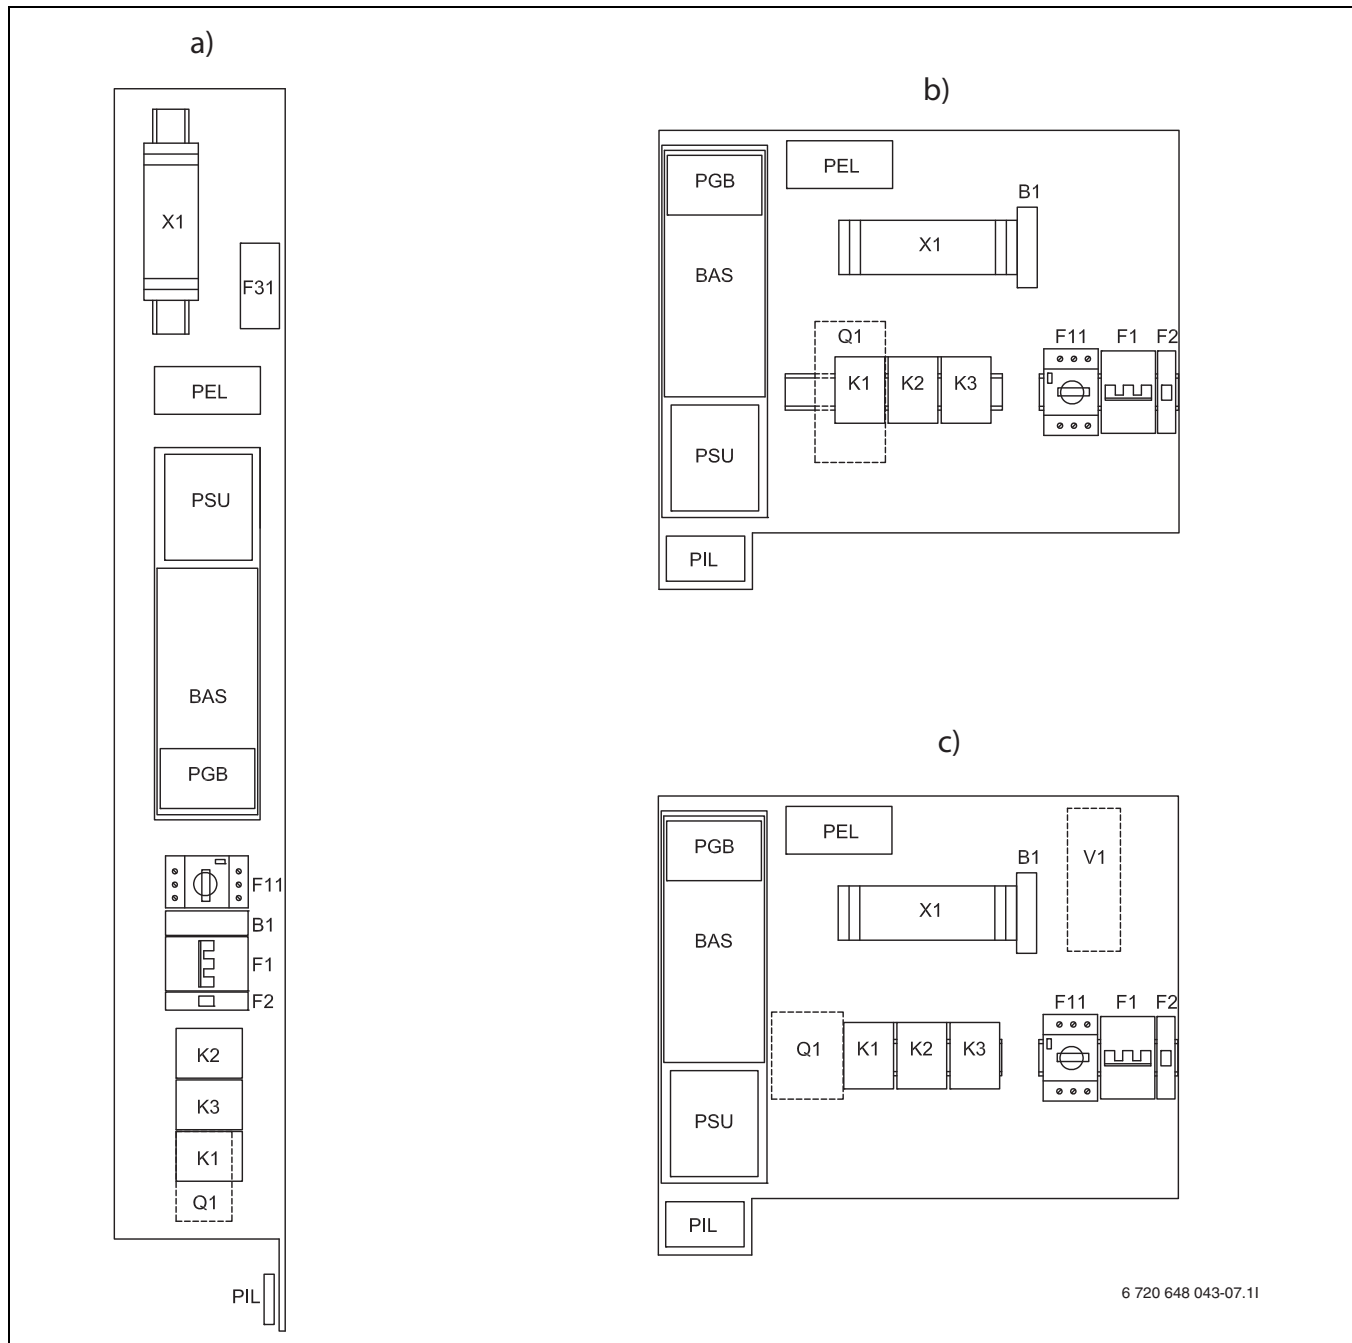 a)
X1
F31
PEL
PSU
BAS
PGB
F11
B1
F1
F2
K2
K3
K1
Q1
PIL
b)
PGB
PEL
B1
X1
BAS
Q1
F11 F1 F2
K1 K2 K3
PSU
PIL
c)
PGB
PEL
B1
V1
X1
BAS
F11 F1 F2
Q1 K1 K2 K3
PSU
PIL
6 720 648 043-07.1I